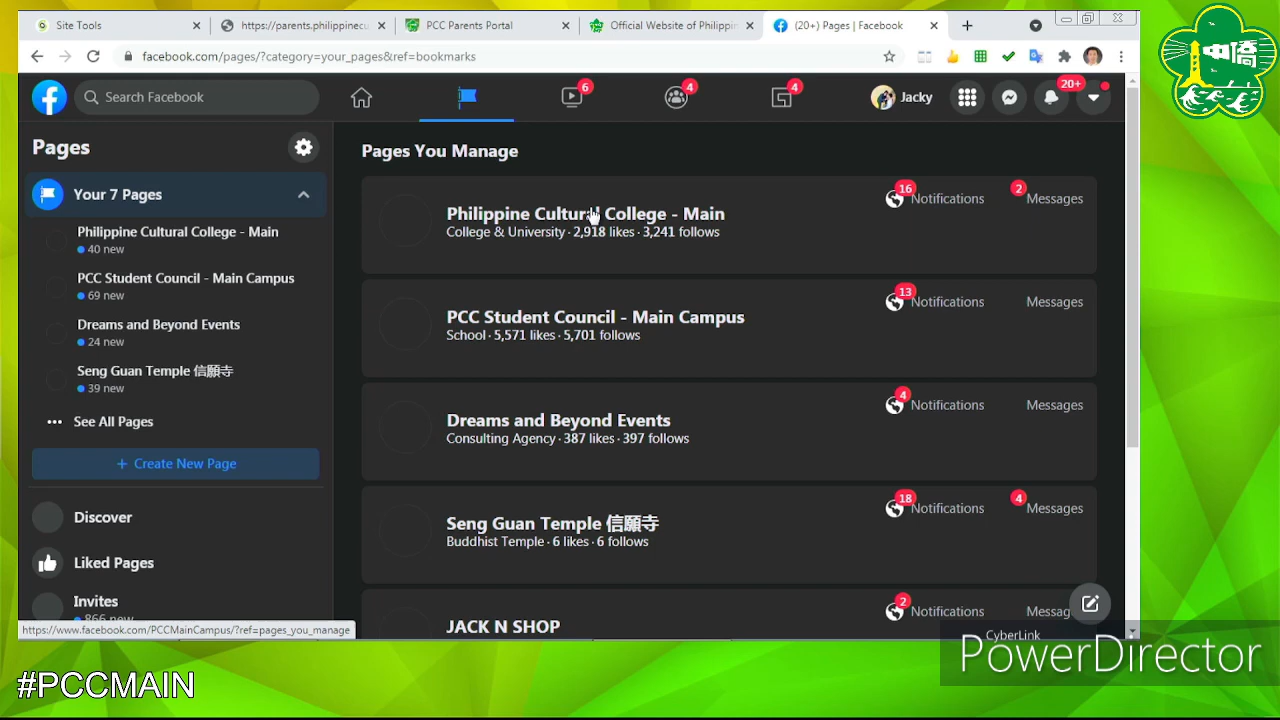 Site Tools
https://parents.philippinecu
PCC Parents Portal
Official Website of Philippin
(20+) Pages | Facebook
facebook.com/pages/?category=your_pages&ref=bookmarks
中僑
Search Facebook
6
4
4
Jacky
20+
Pages
Your 7 Pages
Philippine Cultural College - Main
40 new
PCC Student Council - Main Campus
69 new
Dreams and Beyond Events
24 new
Seng Guan Temple 信願寺
39 new
See All Pages
+ Create New Page
Discover
Liked Pages
Invites
866 new
Pages You Manage
Philippine Cultural College - Main
College & University · 2,918 likes · 3,241 follows
16 Notifications
2 Messages
PCC Student Council - Main Campus
School · 5,571 likes · 5,701 follows
13 Notifications
Messages
Dreams and Beyond Events
Consulting Agency · 387 likes · 397 follows
4 Notifications
Messages
Seng Guan Temple 信願寺
Buddhist Temple · 6 likes · 6 follows
18 Notifications
4 Messages
JACK N SHOP
2 Notifications
https://www.facebook.com/PCCMainCampus/?ref=pages_you_manage
CyberLink
PowerDirector
#PCCMAIN